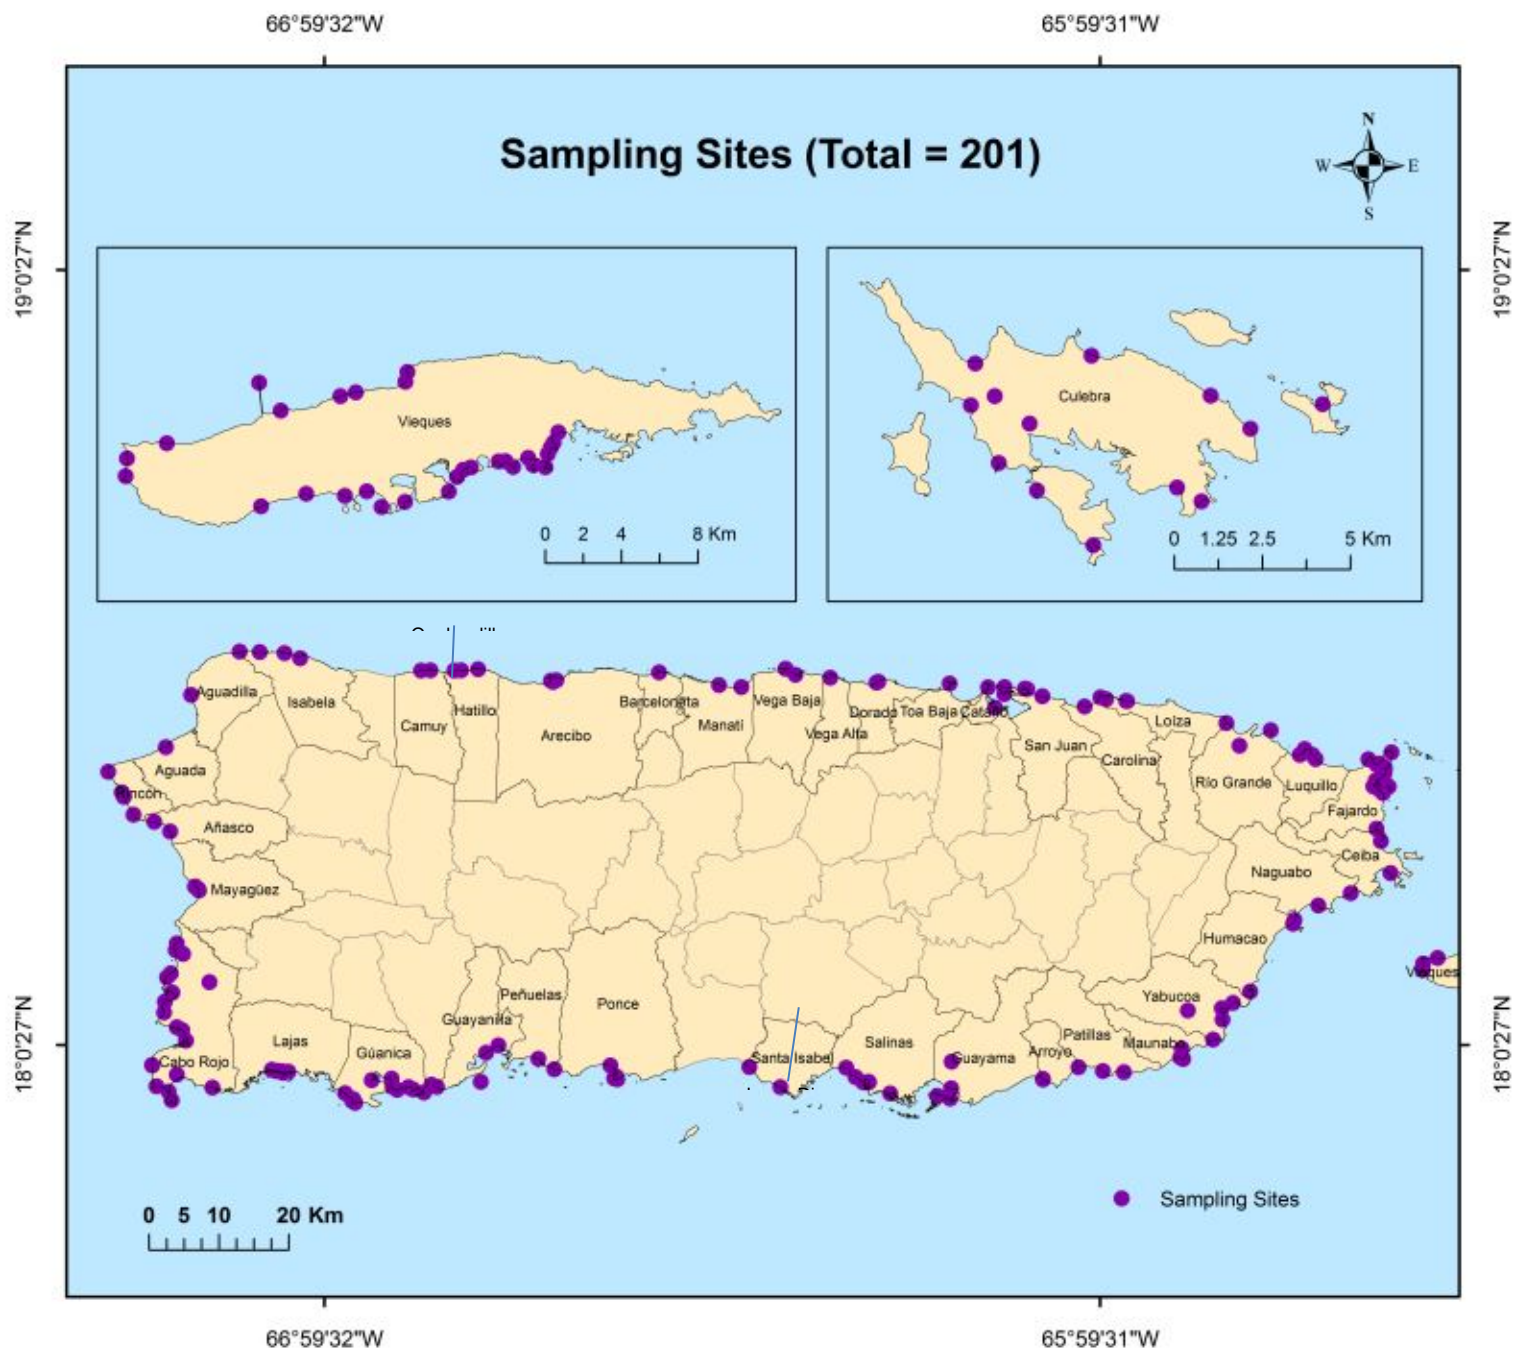 66°59'32"W 65°59'31"W
Sampling Sites (Total = 201)
N
W E
S
19°0'27"N 19°0'27"N
Vieques
0 2 4 8 Km
Culebra
0 1.25 2.5 5 Km
Aguadilla
Isabela
Camuy
Hatillo
Arecibo
Barceloneta
Manatí
Vega Baja
Vega Alta
Dorado
Toa Baja
Cataño
San Juan
Carolina
Loíza
Río Grande
Luquillo
Fajardo
Ceiba
Aguada
Rincón
Añasco
Mayagüez
Naguabo
Humacao
Vieques
Yabucoa
Peñuelas
Ponce
Guayanilla
Lajas
Gúanica
Cabo Rojo
Santa Isabel
Salinas
Guayama
Arroyo
Patillas
Maunabo
18°0'27"N 18°0'27"N
0 5 10 20 Km
Sampling Sites
66°59'32"W 65°59'31"W